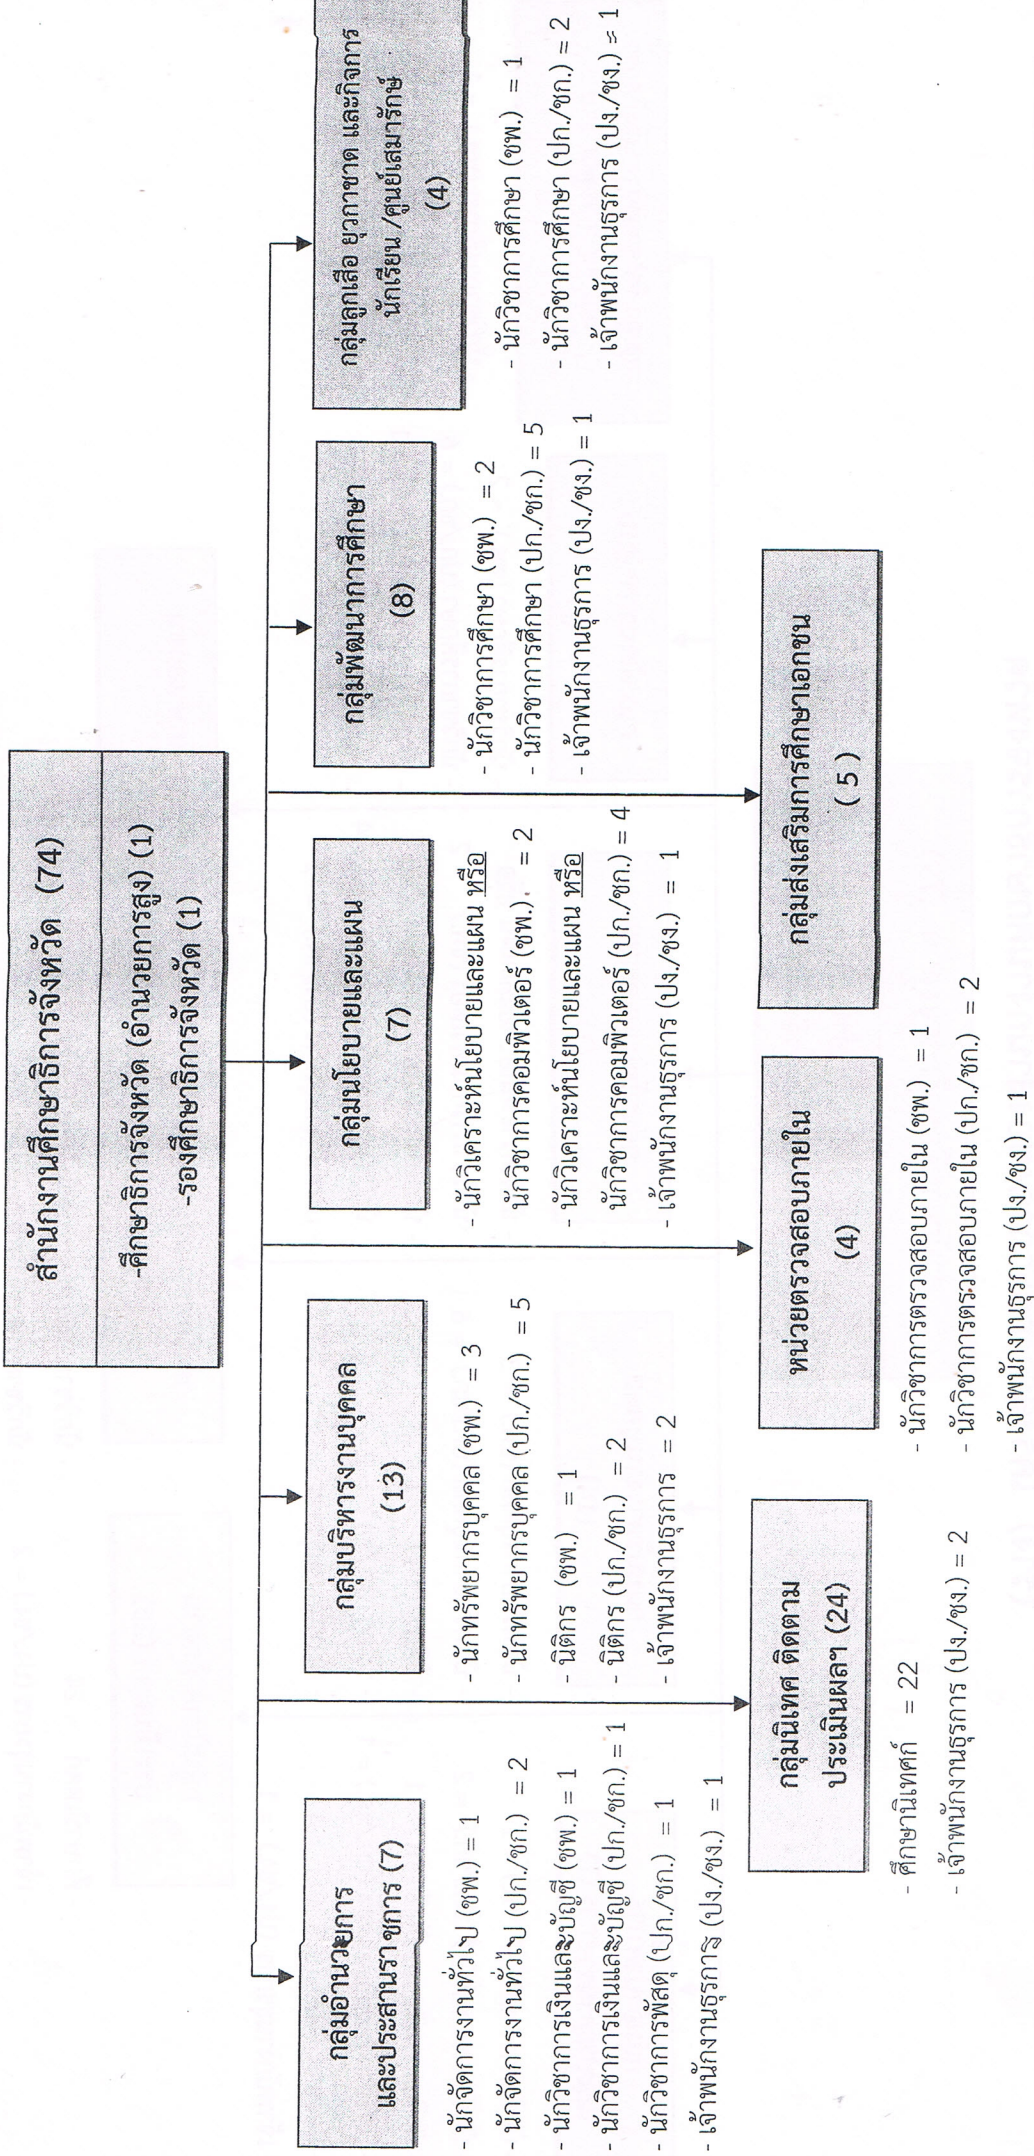 สำนักงานศึกษาธิการจังหวัด (74)
-ศึกษาธิการจังหวัด (อำนวยการสูง) (1)
-รองศึกษาธิการจังหวัด (1)
กลุ่มอำนวยการ
และประสานราชการ (7)
- นักจัดการงานทั่วไป (ชพ.) = 1
- นักจัดการงานทั่วไป (ปก./ชก.) = 2
- นักวิชาการเงินและบัญชี (ชพ.) = 1
- นักวิชาการเงินและบัญชี (ปก./ชก.) = 1
- นักวิชาการพัสดุ (ปก./ชก.) = 1
- เจ้าพนักงานธุรการ (ปง./ชง.) = 1
กลุ่มบริหารงานบุคคล
(13)
- นักทรัพยากรบุคคล (ชพ.) = 3
- นักทรัพยากรบุคคล (ปก./ชก.) = 5
- นิติกร (ชพ.) = 1
- นิติกร (ปก./ชก.) = 2
- เจ้าพนักงานธุรการ = 2
กลุ่มนโยบายและแผน
(7)
- นักวิเคราะห์นโยบายและแผน หรือ
นักวิชาการคอมพิวเตอร์ (ชพ.) = 2
- นักวิเคราะห์นโยบายและแผน หรือ
นักวิชาการคอมพิวเตอร์ (ปก./ชก.) = 4
- เจ้าพนักงานธุรการ (ปง./ชง.) = 1
กลุ่มพัฒนาการศึกษา
(8)
- นักวิชาการศึกษา (ชพ.) = 2
- นักวิชาการศึกษา (ปก./ชก.) = 5
- เจ้าพนักงานธุรการ (ปง./ชง.) = 1
กลุ่มลูกเสือ ยุวกาชาด และกิจการ
นักเรียน /ศูนย์เสมารักษ์
(4)
- นักวิชาการศึกษา (ชพ.) = 1
- นักวิชาการศึกษา (ปก./ชก.) = 2
- เจ้าพนักงานธุรการ (ปง./ชง.) = 1
กลุ่มนิเทศ ติดตาม
ประเมินผลฯ (24)
- ศึกษานิเทศก์ = 22
- เจ้าพนักงานธุรการ (ปง./ชง.) = 2
หน่วยตรวจสอบภายใน
(4)
- นักวิชาการตรวจสอบภายใน (ชพ.) = 1
- นักวิชาการตรวจสอบภายใน (ปก./ชก.) = 2
- เจ้าพนักงานธุรการ (ปง./ชง.) = 1
กลุ่มส่งเสริมการศึกษาเอกชน
( 5 )